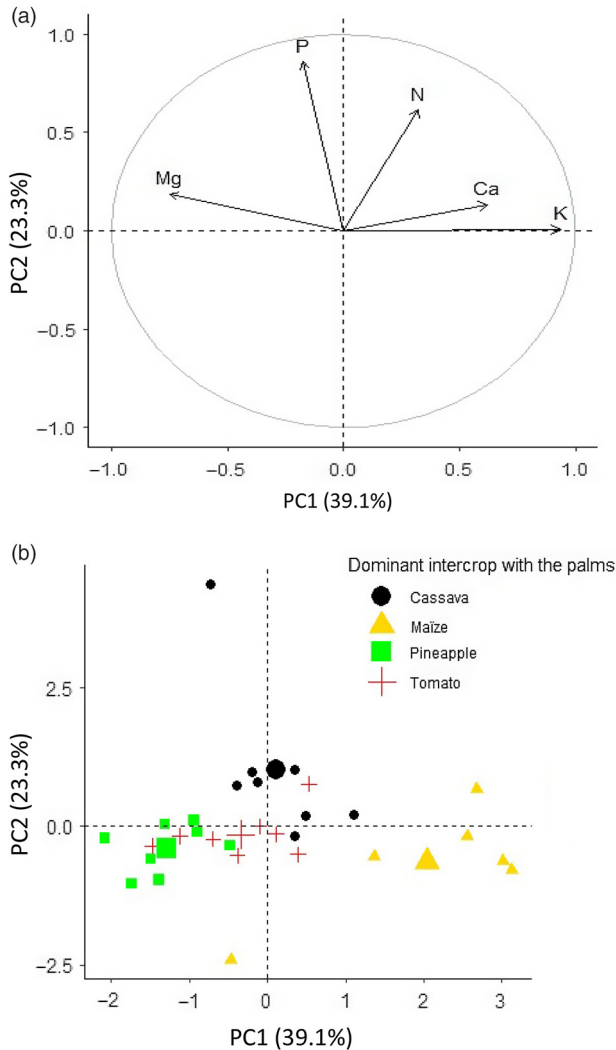 (a)
1.0
P
N
0.5
Mg
Ca
K
PC2 (23.3%)
0.0
−0.5
−1.0
−1.0 −0.5 0.0 0.5 1.0
PC1 (39.1%)
(b)
Dominant intercrop with the palms
Cassava
Maïze
Pineapple
Tomato
2.5
PC2 (23.3%)
0.0
−2.5
−2 −1 0 1 2 3
PC1 (39.1%)